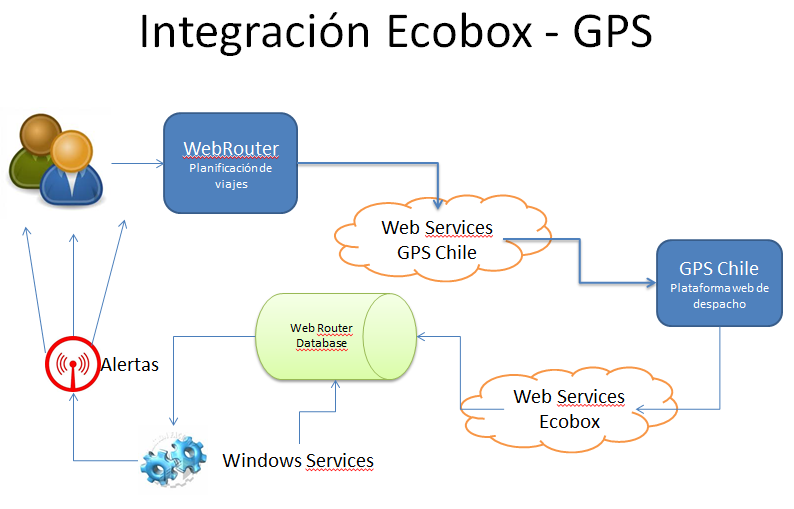 Integración Ecobox - GPS
WebRouter
Planificación de
viajes
Web Services
GPS Chile
GPS Chile
Plataforma web de
despacho
Web Router
Database
Alertas
Web Services
Ecobox
Windows Services